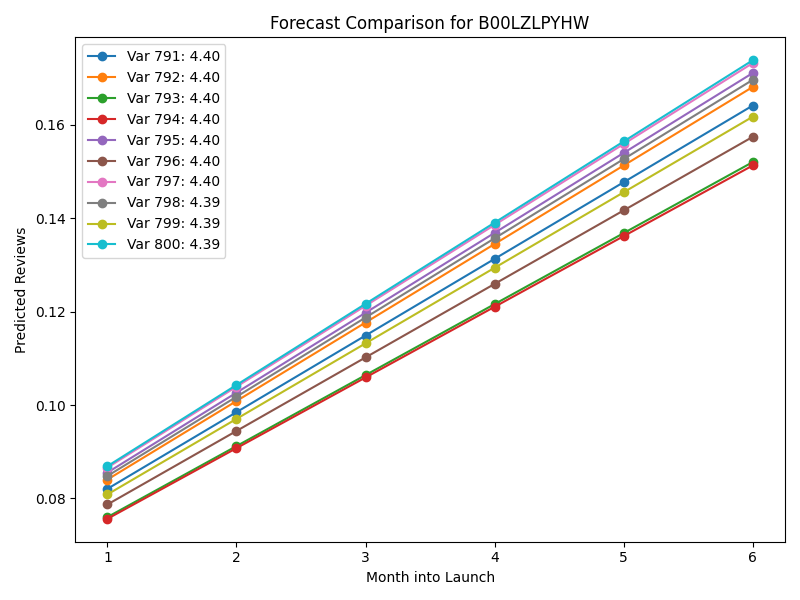 Forecast Comparison for B00LZLPYHW
Var 791: 4.40
Var 792: 4.40
Var 793: 4.40
Var 794: 4.40
Var 795: 4.40
Var 796: 4.40
Var 797: 4.40
Var 798: 4.39
Var 799: 4.39
Var 800: 4.39
Predicted Reviews
0.16
0.14
0.12
0.10
0.08
1 2 3 4 5 6
Month into Launch